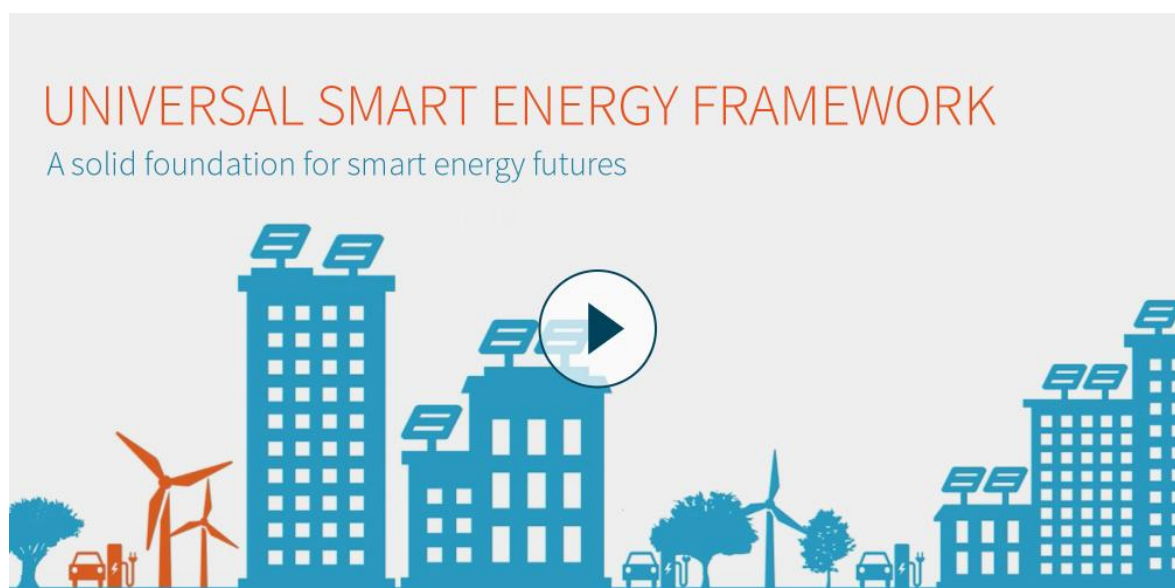 UNIVERSAL SMART ENERGY FRAMEWORK
A solid foundation for smart energy futures